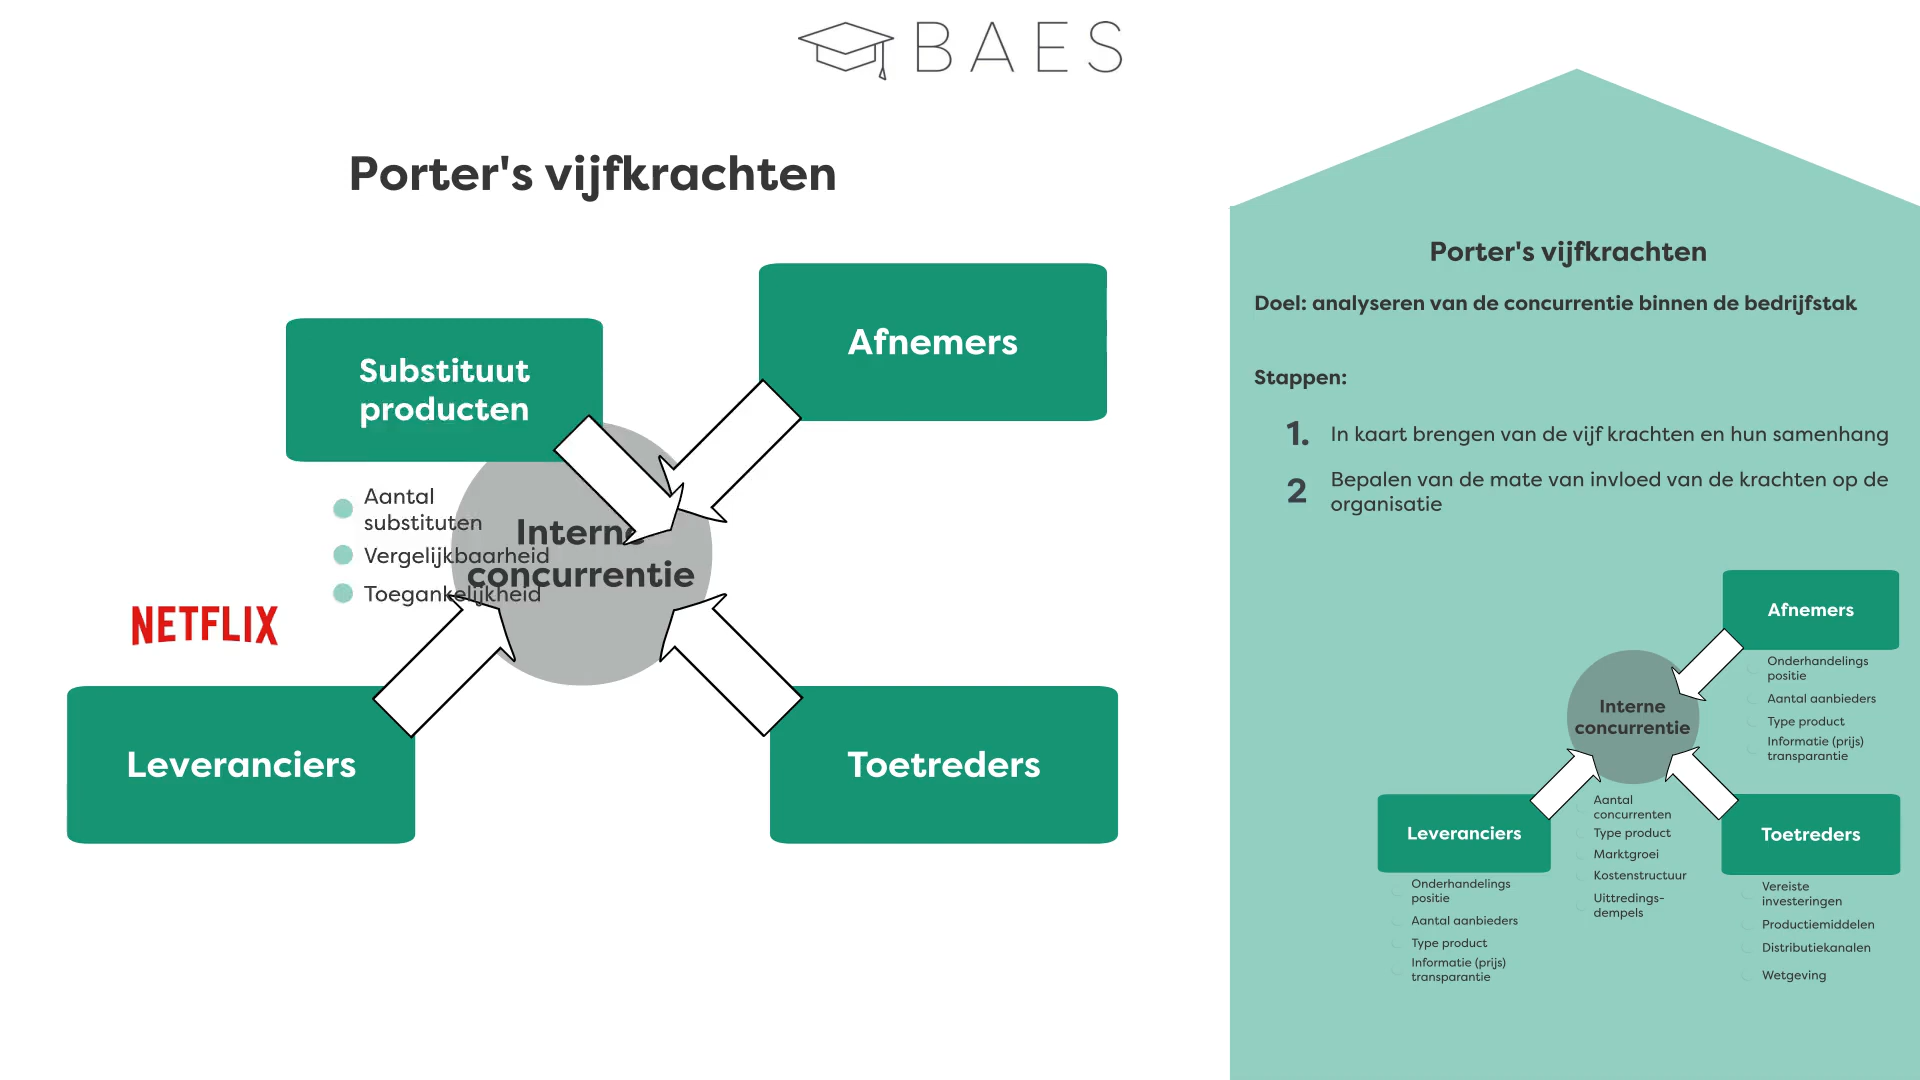 BAES
Porter's vijfkrachten
Substituut
producten
Afnemers
Aantal
substituten
Vergelijkbaarheid
Toegankelijkheid
Interne
concurrentie
NETFLIX
Leveranciers
Toetreders
Porter's vijfkrachten
Doel: analyseren van de concurrentie binnen de bedrijfstak
Stappen:
1. In kaart brengen van de vijf krachten en hun samenhang
2 Bepalen van de mate van invloed van de krachten op de
organisatie
Afnemers
Onderhandelings
positie
Aantal aanbieders
Type product
Informatie (prijs)
transparantie
Interne
concurrentie
Aantal
concurrenten
Type product
Marktgroei
Kostenstructuur
Uittredings-
dempels
Leveranciers
Onderhandelings
positie
Aantal aanbieders
Type product
Informatie (prijs)
transparantie
Toetreders
Vereiste
investeringen
Productiemiddelen
Distributiekanalen
Wetgeving